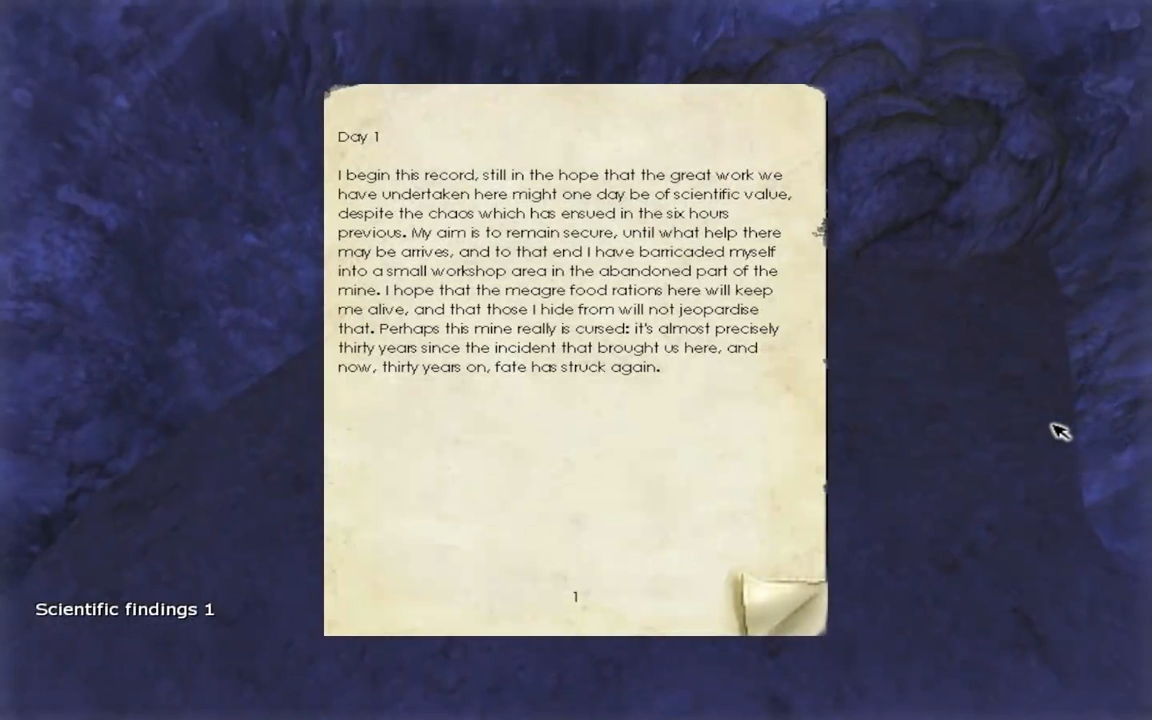 Day 1
I begin this record, still in the hope that the great work we
have undertaken here might one day be of scientific value,
despite the chaos which has ensued in the six hours
previous. My aim is to remain secure, until what help there
may be arrives, and to that end I have barricaded myself
into a small workshop area in the abandoned part of the
mine. I hope that the meagre food rations here will keep
me alive, and that those I hide from will not jeopardise
that. Perhaps this mine really is cursed: it's almost precisely
thirty years since the incident that brought us here, and
now, thirty years on, fate has struck again.
1
Scientific findings 1